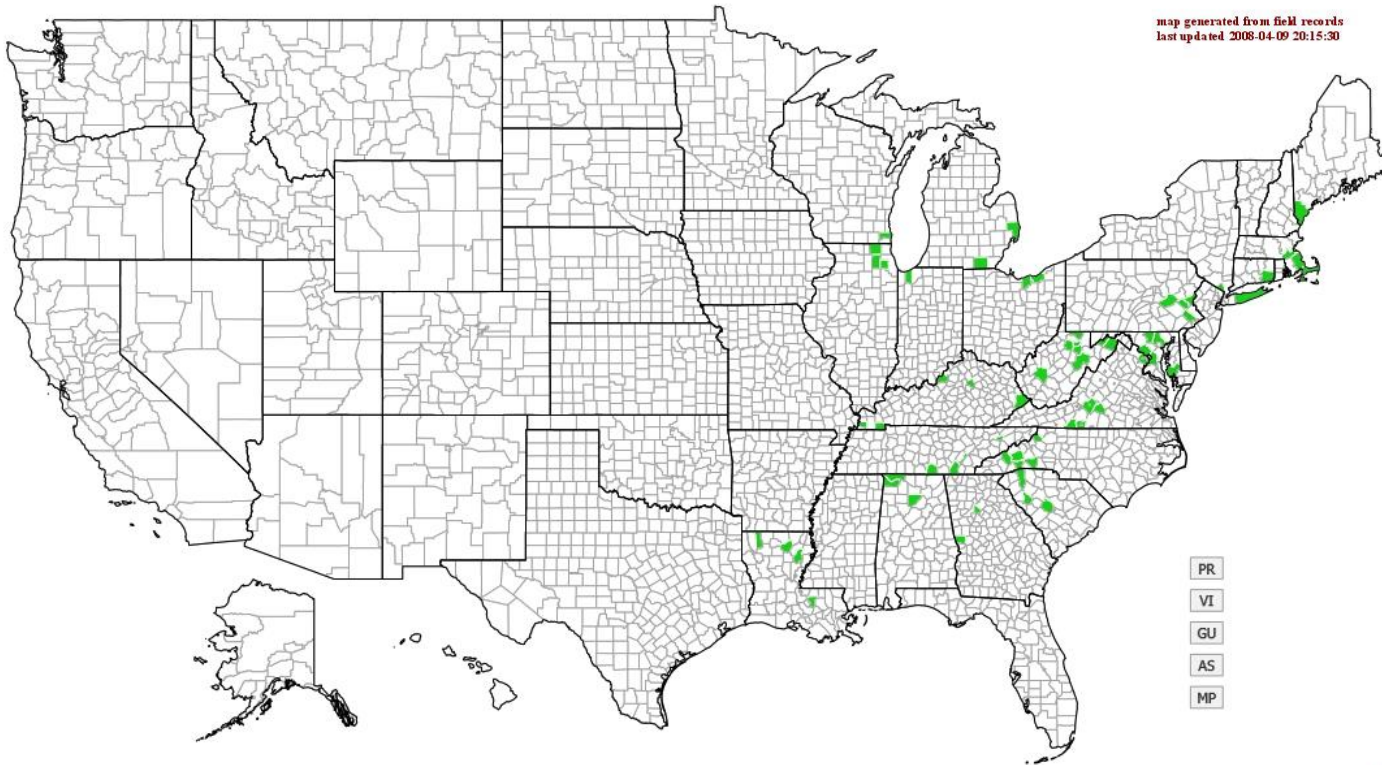 map generated from field records
last updated 2008-04-09 20:15:30
PR
VI
GU
AS
MP